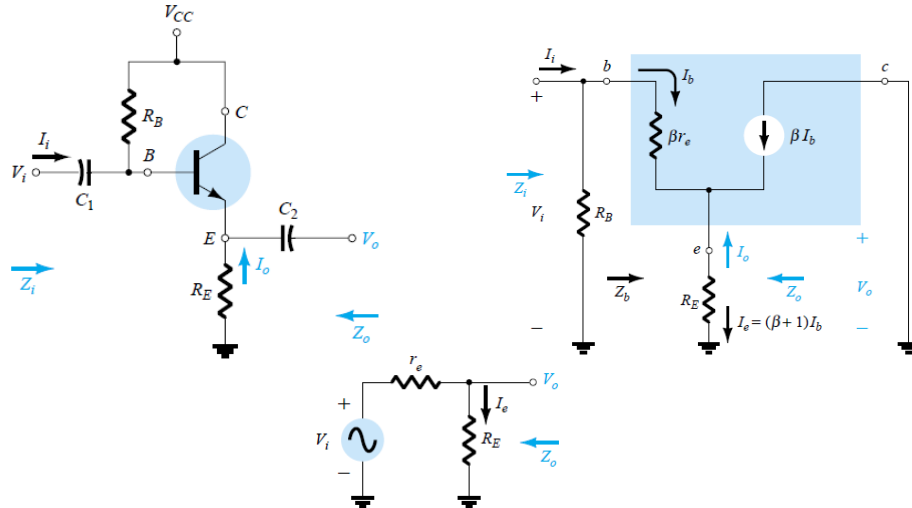 V_CC
R_B
C
I_i
B
V_i
C_1
C_2
E
V_o
I_o
Z_i
R_E
Z_o
I_i
b
I_b
c
+
βr_e
βI_b
Z_i
V_i
R_B
+
e
I_o
Z_b
Z_o
V_o
R_E
−
I_e = (β + 1)I_b
−
r_e
V_o
+
I_e
V_i
R_E
Z_o
−